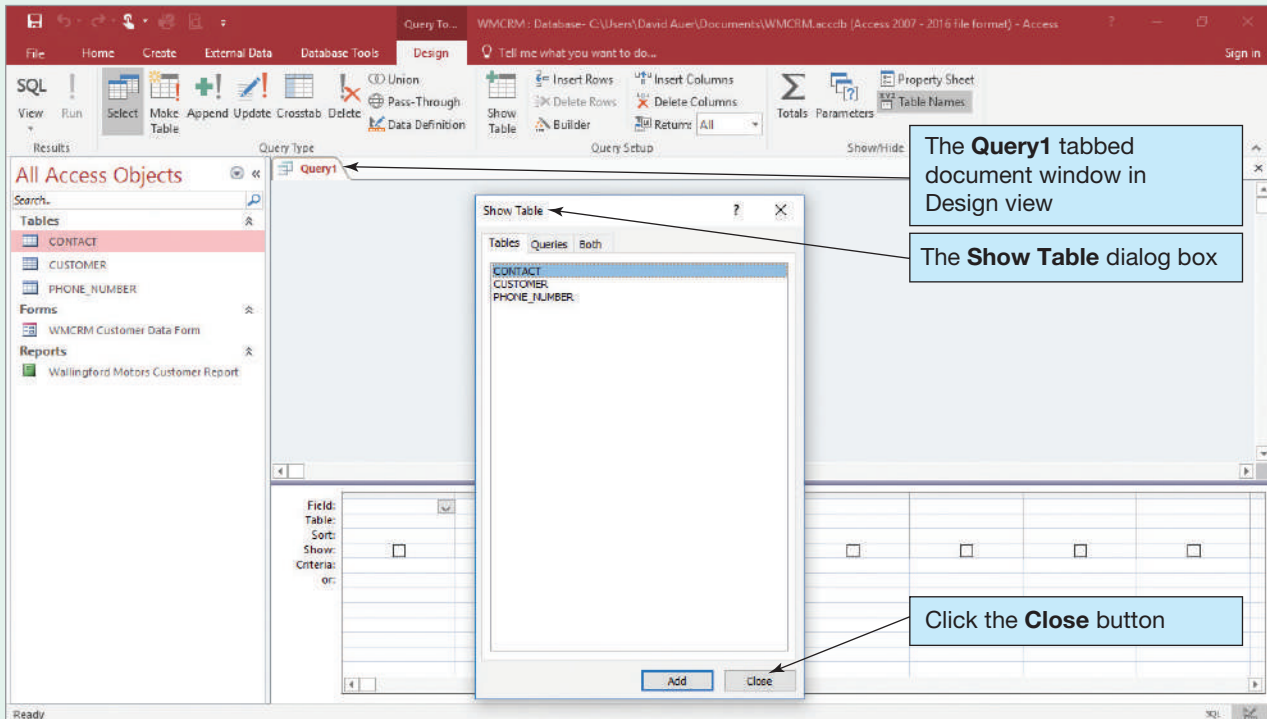 Query To...
WMCRM : Database- C:\Users\David Auer\Documents\WMCRM.accdb (Access 2007 - 2016 file format) - Access
?
File Home Create External Data Database Tools Design Tell me what you want to do... Sign in
SQL View
Run
Results
Select
Make Table
Append
Update
Crosstab
Delete
Union
Pass-Through
Data Definition
Query Type
Show Table
Insert Rows
Delete Rows
Builder
Insert Columns
Delete Columns
Return: All
Query Setup
Totals
Parameters
Property Sheet
Table Names
Show/Hide
All Access Objects
Search..
Tables
CONTACT
CUSTOMER
PHONE_NUMBER
Forms
WMCRM Customer Data Form
Reports
Wallingford Motors Customer Report
Query1
Show Table ?
Tables Queries Both
CONTACT
CUSTOMER
PHONE_NUMBER
Add Close
Field:
Table:
Sort:
Show:
Criteria:
or:
The Query1 tabbed
document window in
Design view
The Show Table dialog box
Click the Close button
Ready
SQL